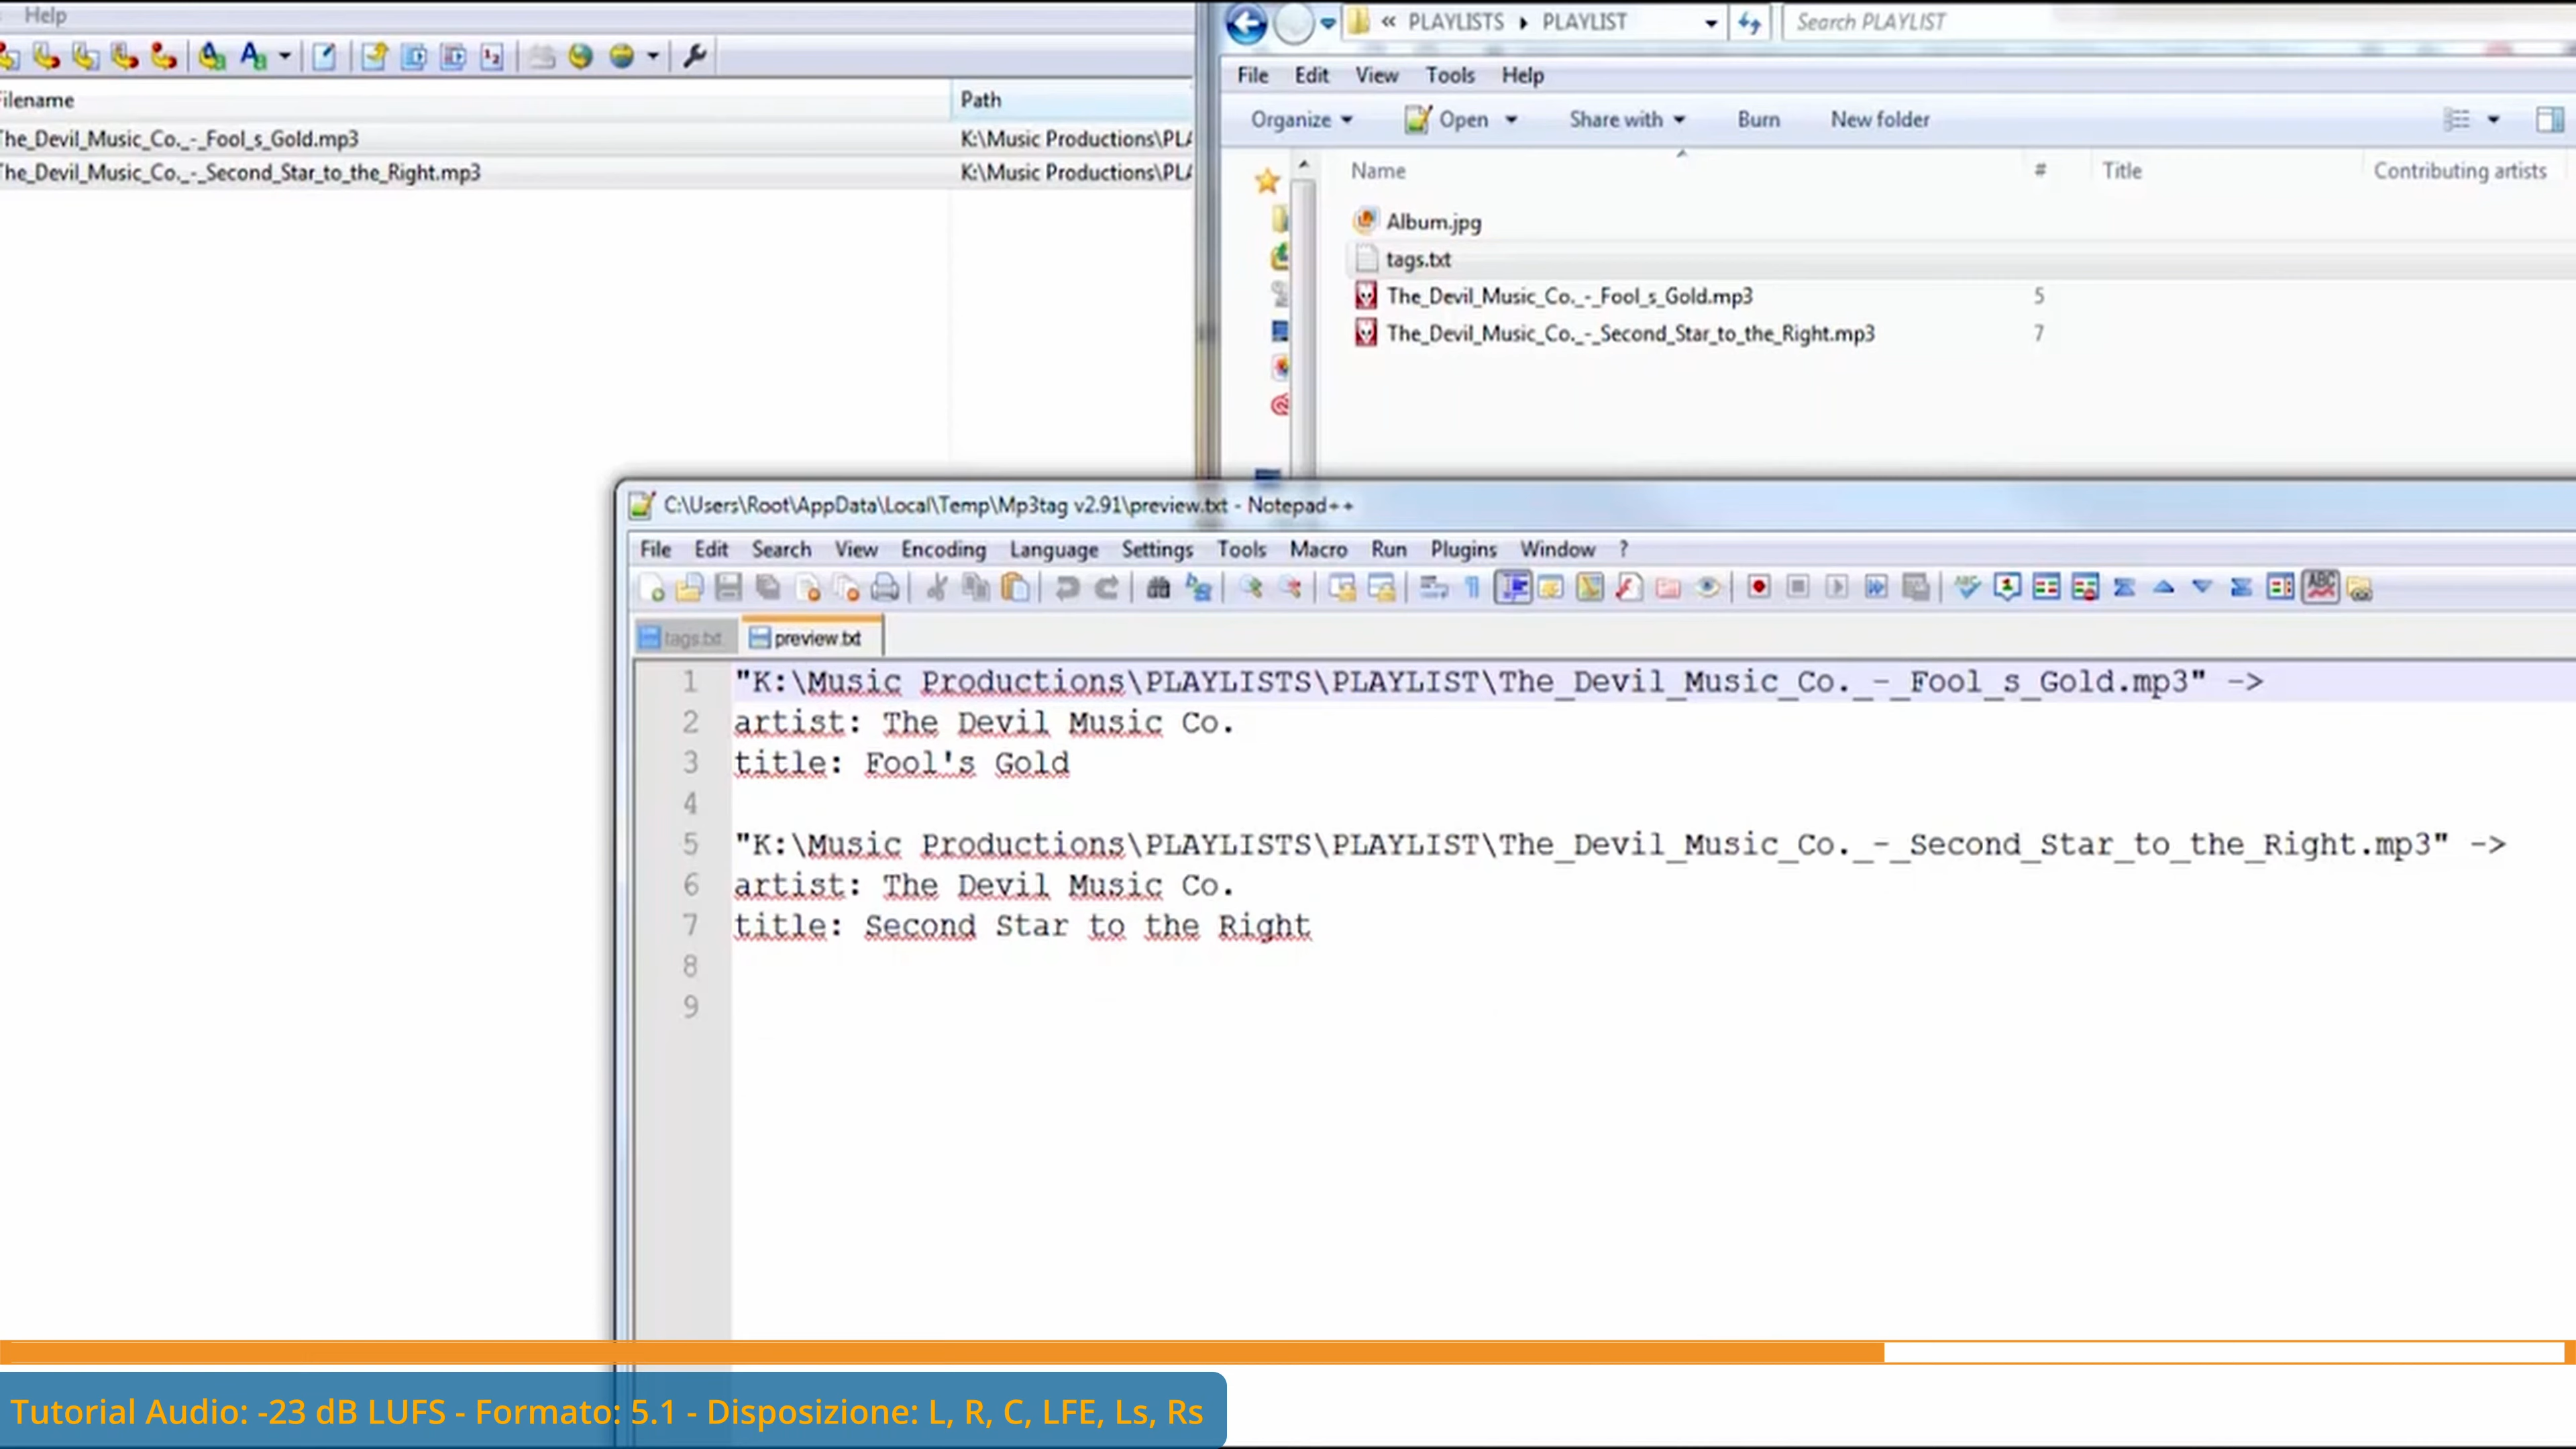 Help
Filename
Path
The_Devil_Music_Co._-_Fool_s_Gold.mp3
K:\Music Productions\PLA
The_Devil_Music_Co._-_Second_Star_to_the_Right.mp3
K:\Music Productions\PLA
« PLAYLISTS PLAYLIST
Search PLAYLIST
File Edit View Tools Help
Organize Open Share with Burn New folder
Name # Title Contributing artists
Album.jpg
tags.txt
The_Devil_Music_Co._-_Fool_s_Gold.mp3 5
The_Devil_Music_Co._-_Second_Star_to_the_Right.mp3 7
C:\Users\Root\AppData\Local\Temp\Mp3tag v2.91\preview.txt - Notepad++
File Edit Search View Encoding Language Settings Tools Macro Run Plugins Window ?
tags.txt preview.txt
1 "K:\Music Productions\PLAYLISTS\PLAYLIST\The_Devil_Music_Co._-_Fool_s_Gold.mp3" ->
2 artist: The Devil Music Co.
3 title: Fool's Gold
4
5 "K:\Music Productions\PLAYLISTS\PLAYLIST\The_Devil_Music_Co._-_Second_Star_to_the_Right.mp3" ->
6 artist: The Devil Music Co.
7 title: Second Star to the Right
8
9
Tutorial Audio: -23 dB LUFS - Formato: 5.1 - Disposizione: L, R, C, LFE, Ls, Rs